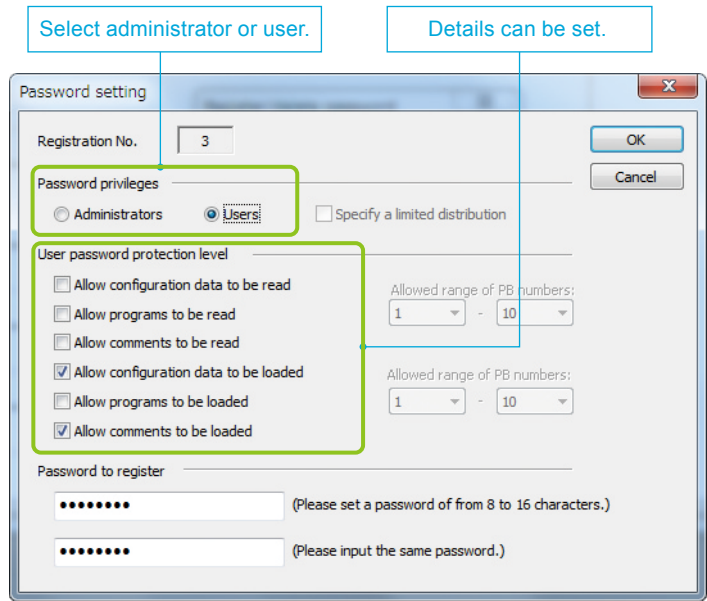 Select administrator or user.
Details can be set.
Password setting
Registration No. 3
OK
Cancel
Password privileges
Administrators Users Specify a limited distribution
User password protection level
Allow configuration data to be read
Allowed range of PB numbers:
Allow programs to be read
1 - 10
Allow comments to be read
Allow configuration data to be loaded
Allowed range of PB numbers:
Allow programs to be loaded
1 - 10
Allow comments to be loaded
Password to register
•••••••• (Please set a password of from 8 to 16 characters.)
•••••••• (Please input the same password.)